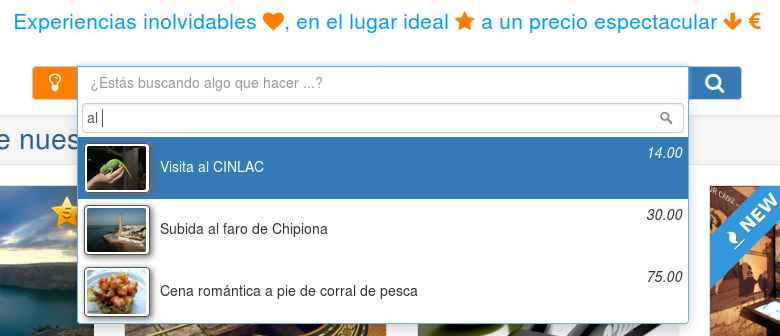 Experiencias inolvidables, en el lugar ideal a un precio espectacular €
¿Estás buscando algo que hacer ...?
al
e nues
Visita al CINLAC
14.00
Subida al faro de Chipiona
30.00
Cena romántica a pie de corral de pesca
75.00
5
NEW